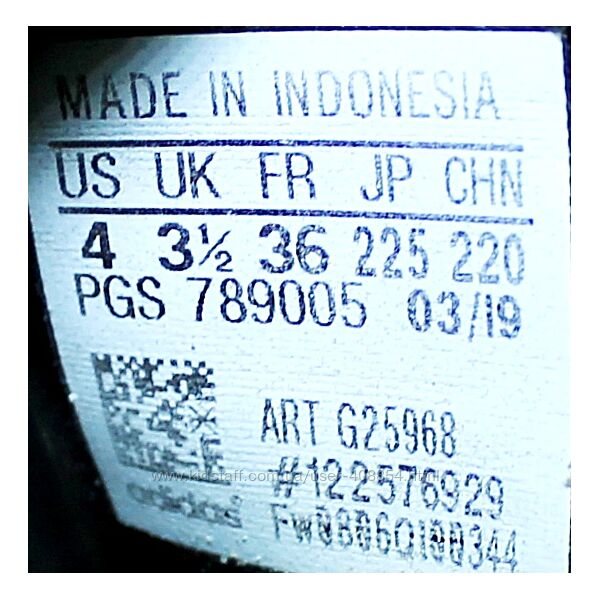 MADE IN INDONESIA
US UK FR JP CHN
4 3½ 36 225 220
PGS 789005 03/19
ART G25968
#122576929
adidas